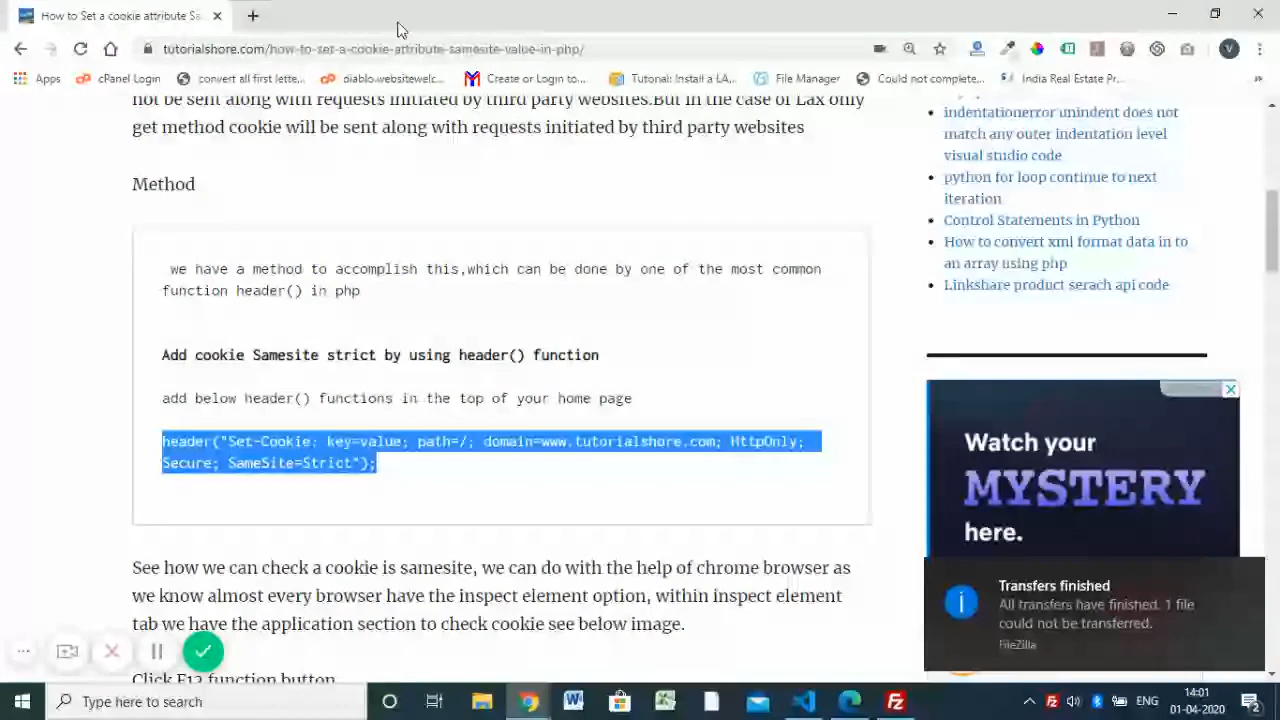 How to Set a cookie attribute Sa
tutorialshore.com/how-to-set-a-cookie-attribute-samesite-value-in-php/
V
Apps
cPanel Login
convert all first lette...
diablo.websitewelc...
Create or Login to...
Tutorial: Install a LA...
File Manager
Could not complete...
India Real Estate Pr...
not be sent along with requests initiated by third party websites.But in the case of Lax only
get method cookie will be sent along with requests initiated by third party websites
Method
we have a method to accomplish this,which can be done by one of the most common
function header() in php
Add cookie Samesite strict by using header() function
add below header() functions in the top of your home page
header("Set-Cookie: key=value; path=/; domain=www.tutorialshore.com; HttpOnly;
Secure; SameSite=Strict");
See how we can check a cookie is samesite, we can do with the help of chrome browser as
we know almost every browser have the inspect element option, within inspect element
tab we have the application section to check cookie see below image.
Click F12 function button
indentationerror unindent does not
match any outer indentation level
visual studio code
python for loop continue to next
iteration
Control Statements in Python
How to convert xml format data in to
an array using php
Linkshare product serach api code
Watch your
MYSTERY
here.
Transfers finished
All transfers have finished. 1 file
could not be transferred.
FileZilla
Type here to search
ENG
14:01
01-04-2020
2